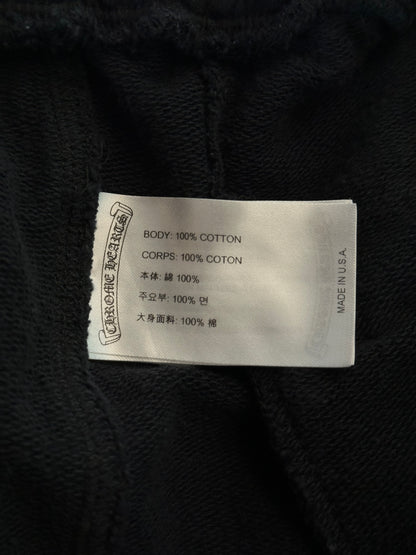 CHROME HEARTS
BODY: 100% COTTON
CORPS: 100% COTON
本体: 綿 100%
주요부: 100% 면
大身面料: 100% 棉
MADE IN U.S.A.